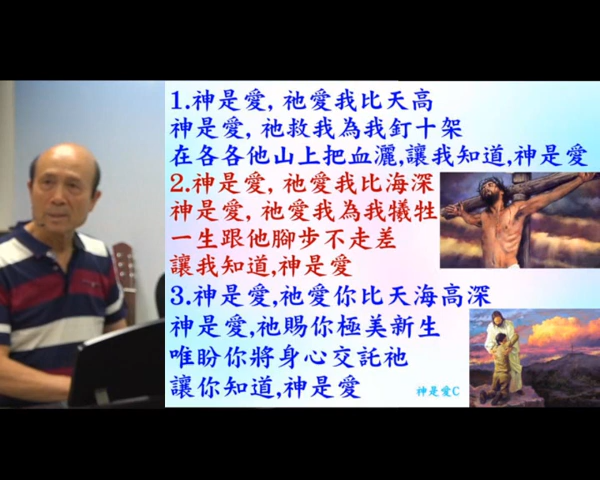 1.神是愛, 祂愛我比天高
神是愛, 祂救我為我釘十架
在各各他山上把血灑,讓我知道,神是愛
2.神是愛, 祂愛我比海深
神是愛, 祂愛我為我犠牲
一生跟他腳步不走差
讓我知道,神是愛
3.神是愛,祂愛你比天海高深
神是愛,祂賜你極美新生
唯盼你將身心交託祂
讓你知道,神是愛
神是愛C